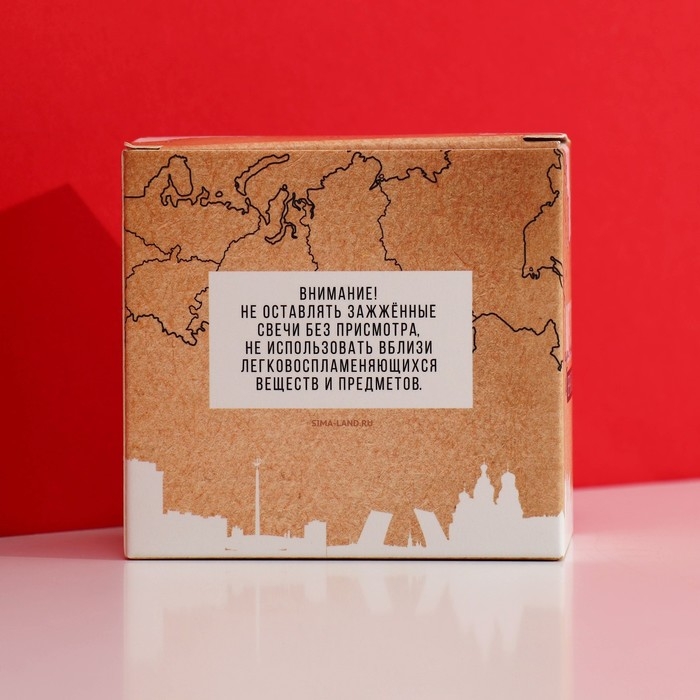 ВНИМАНИЕ!
НЕ ОСТАВЛЯТЬ ЗАЖЖЁННЫЕ
СВЕЧИ БЕЗ ПРИСМОТРА,
НЕ ИСПОЛЬЗОВАТЬ ВБЛИЗИ
ЛЕГКОВОСПЛАМЕНЯЮЩИХСЯ
ВЕЩЕСТВ И ПРЕДМЕТОВ.
SIMA-LAND.RU